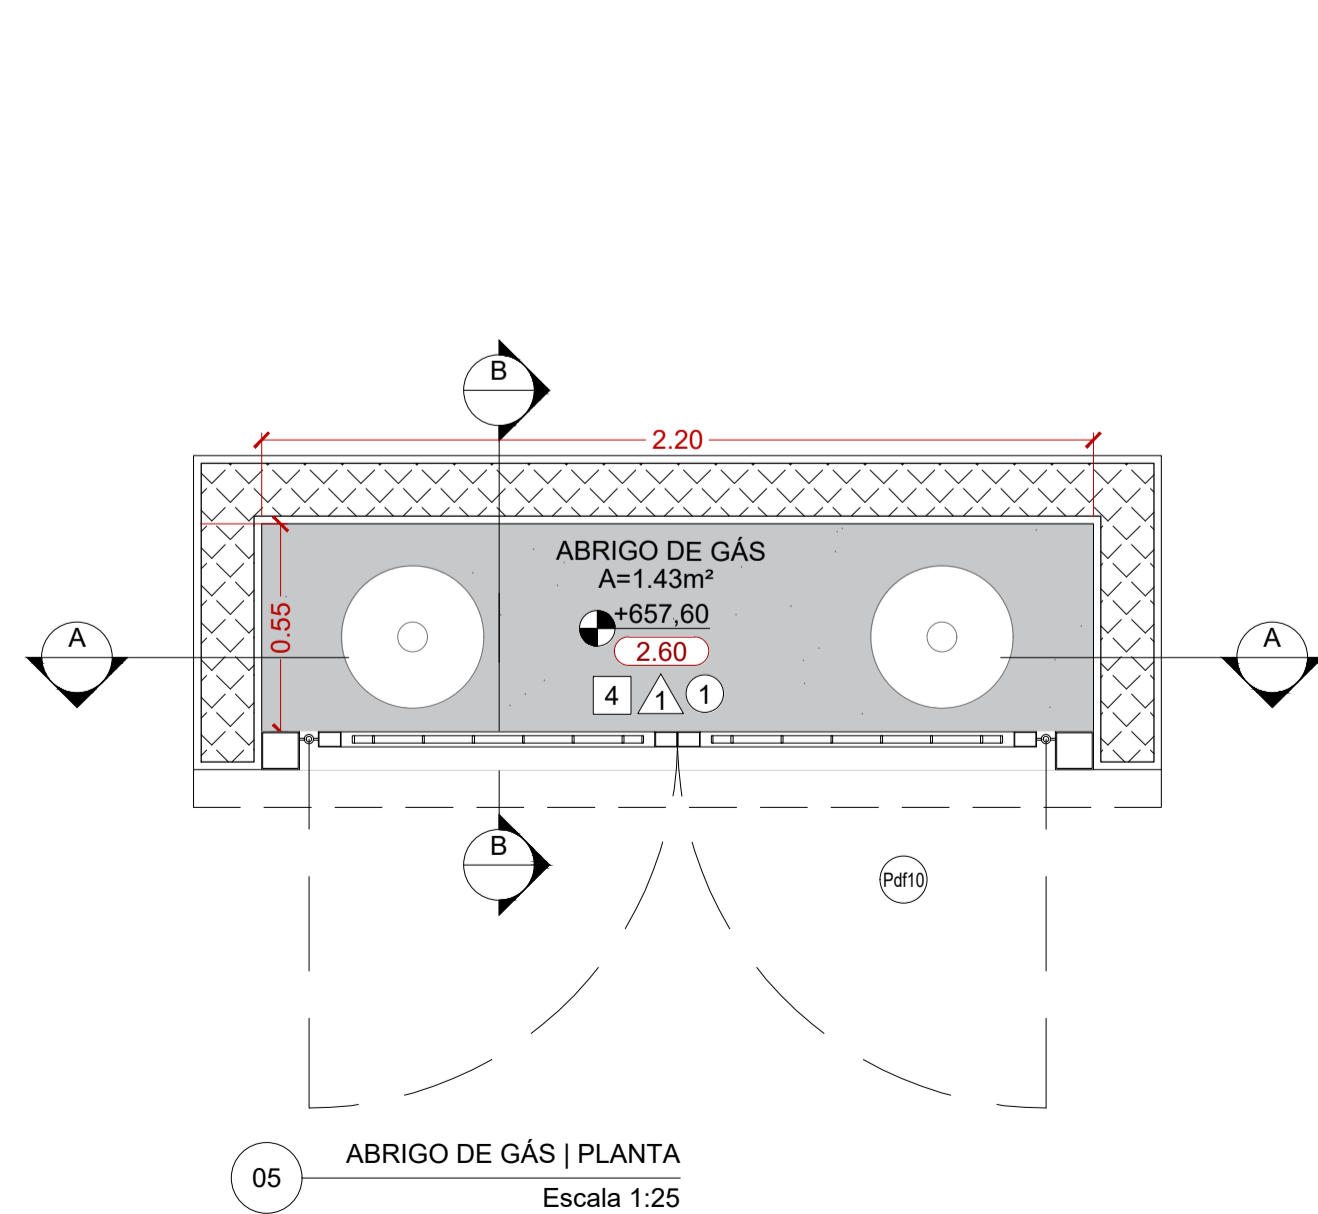 B
2.20
ABRIGO DE GÁS
A=1.43m²
+657,60
2.60
0.55
A
A
4
1
1
B
Pdf10
05
ABRIGO DE GÁS | PLANTA
Escala 1:25